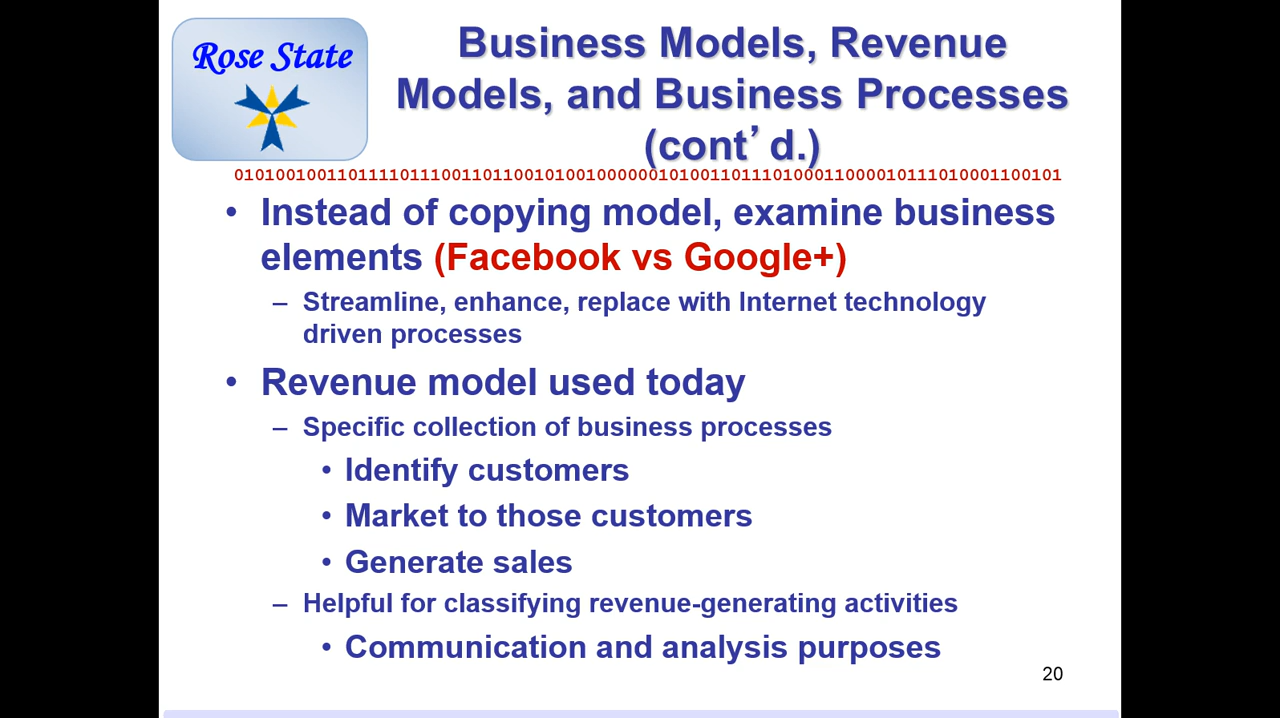 Rose State
Business Models, Revenue
Models, and Business Processes
(cont’d.)
01010010011011110111001101100101001000000101001101110100011000010111010001100101
• Instead of copying model, examine business
elements (Facebook vs Google+)
– Streamline, enhance, replace with Internet technology
driven processes
• Revenue model used today
– Specific collection of business processes
• Identify customers
• Market to those customers
• Generate sales
– Helpful for classifying revenue-generating activities
• Communication and analysis purposes
20